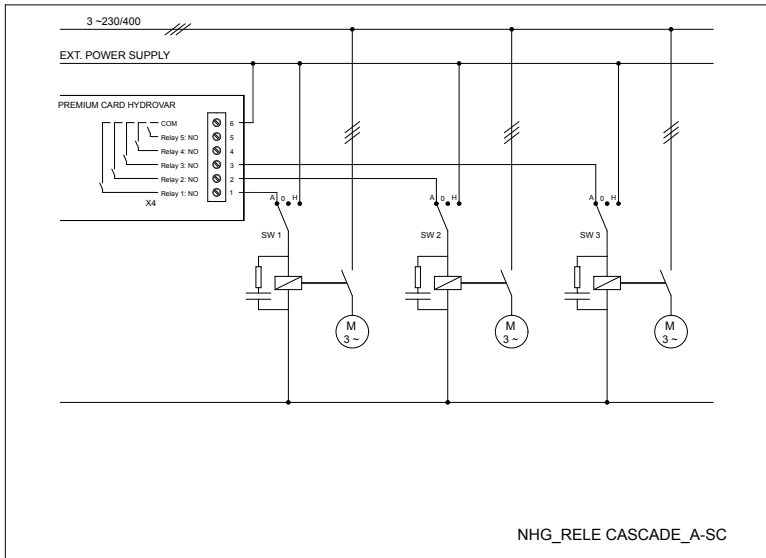 3 ~230/400
EXT. POWER SUPPLY
PREMIUM CARD HYDROVAR
COM 6
Relay 5: NO 5
Relay 4: NO 4
Relay 3: NO 3
Relay 2: NO 2
Relay 1: NO 1
X4
A 0 H
A 0 H
A 0 H
SW 1
SW 2
SW 3
M
3 ~
M
3 ~
M
3 ~
NHG_RELE CASCADE_A-SC